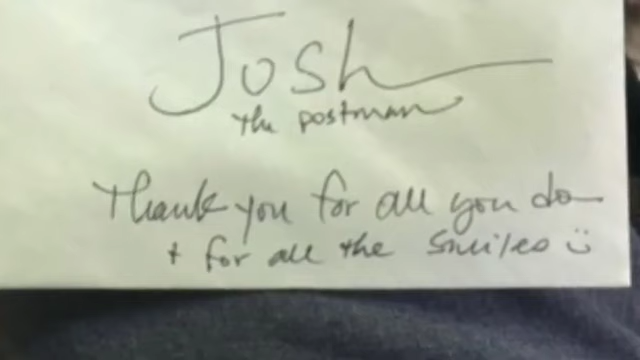 Josh
the postman
Thank you for all you do
+ for all the smiles ü